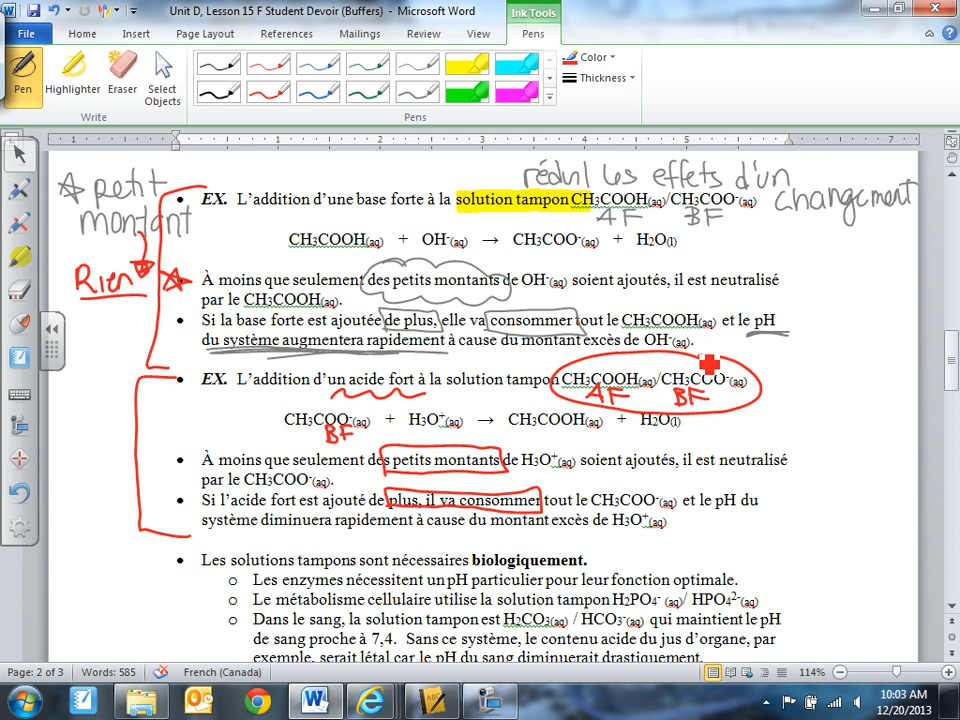 Unit D, Lesson 15 F Student Devoir (Buffers) - Microsoft Word
Ink Tools
File Home Insert Page Layout References Mailings Review View Pens
Pen Highlighter Eraser Select Objects
Color
Thickness
Write
Pens
1 1 2 3 4 5 6 7
☆ petit montant
réduit les effets d'un changement
• EX. L'addition d'une base forte à la solution tampon CH3COOH(aq)/CH3COO-(aq)
AF BF
CH3COOH(aq) + OH-(aq) → CH3COO-(aq) + H2O(l)
Rien
☆
• À moins que seulement des petits montants de OH-(aq) soient ajoutés, il est neutralisé
par le CH3COOH(aq).
• Si la base forte est ajoutée de plus, elle va consommer tout le CH3COOH(aq) et le pH
du système augmentera rapidement à cause du montant excès de OH-(aq).
• EX. L'addition d'un acide fort à la solution tampon CH3COOH(aq)/CH3COO-(aq)
AF BF
CH3COO-(aq) + H3O+(aq) → CH3COOH(aq) + H2O(l)
BF
• À moins que seulement des petits montants de H3O+(aq) soient ajoutés, il est neutralisé
par le CH3COO-(aq).
• Si l'acide fort est ajouté de plus, il va consommer tout le CH3COO-(aq) et le pH du
système diminuera rapidement à cause du montant excès de H3O+(aq)
• Les solutions tampons sont nécessaires biologiquement.
o Les enzymes nécessitent un pH particulier pour leur fonction optimale.
o Le métabolisme cellulaire utilise la solution tampon H2PO4-(aq)/ HPO42-(aq)
o Dans le sang, la solution tampon est H2CO3(aq) / HCO3-(aq) qui maintient le pH
de sang proche à 7,4. Sans ce système, le contenu acide du jus d'organe, par
exemple, serait létal car le pH du sang diminuerait drastiquement.
Page: 2 of 3 Words: 585 French (Canada) 114%
10:03 AM
12/20/2013